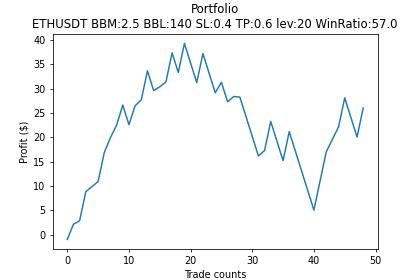 Portfolio
ETHUSDT BBM:2.5 BBL:140 SL:0.4 TP:0.6 lev:20 WinRatio:57.0
40
35
30
25
20
15
10
5
0
Profit ($)
0 10 20 30 40 50
Trade counts